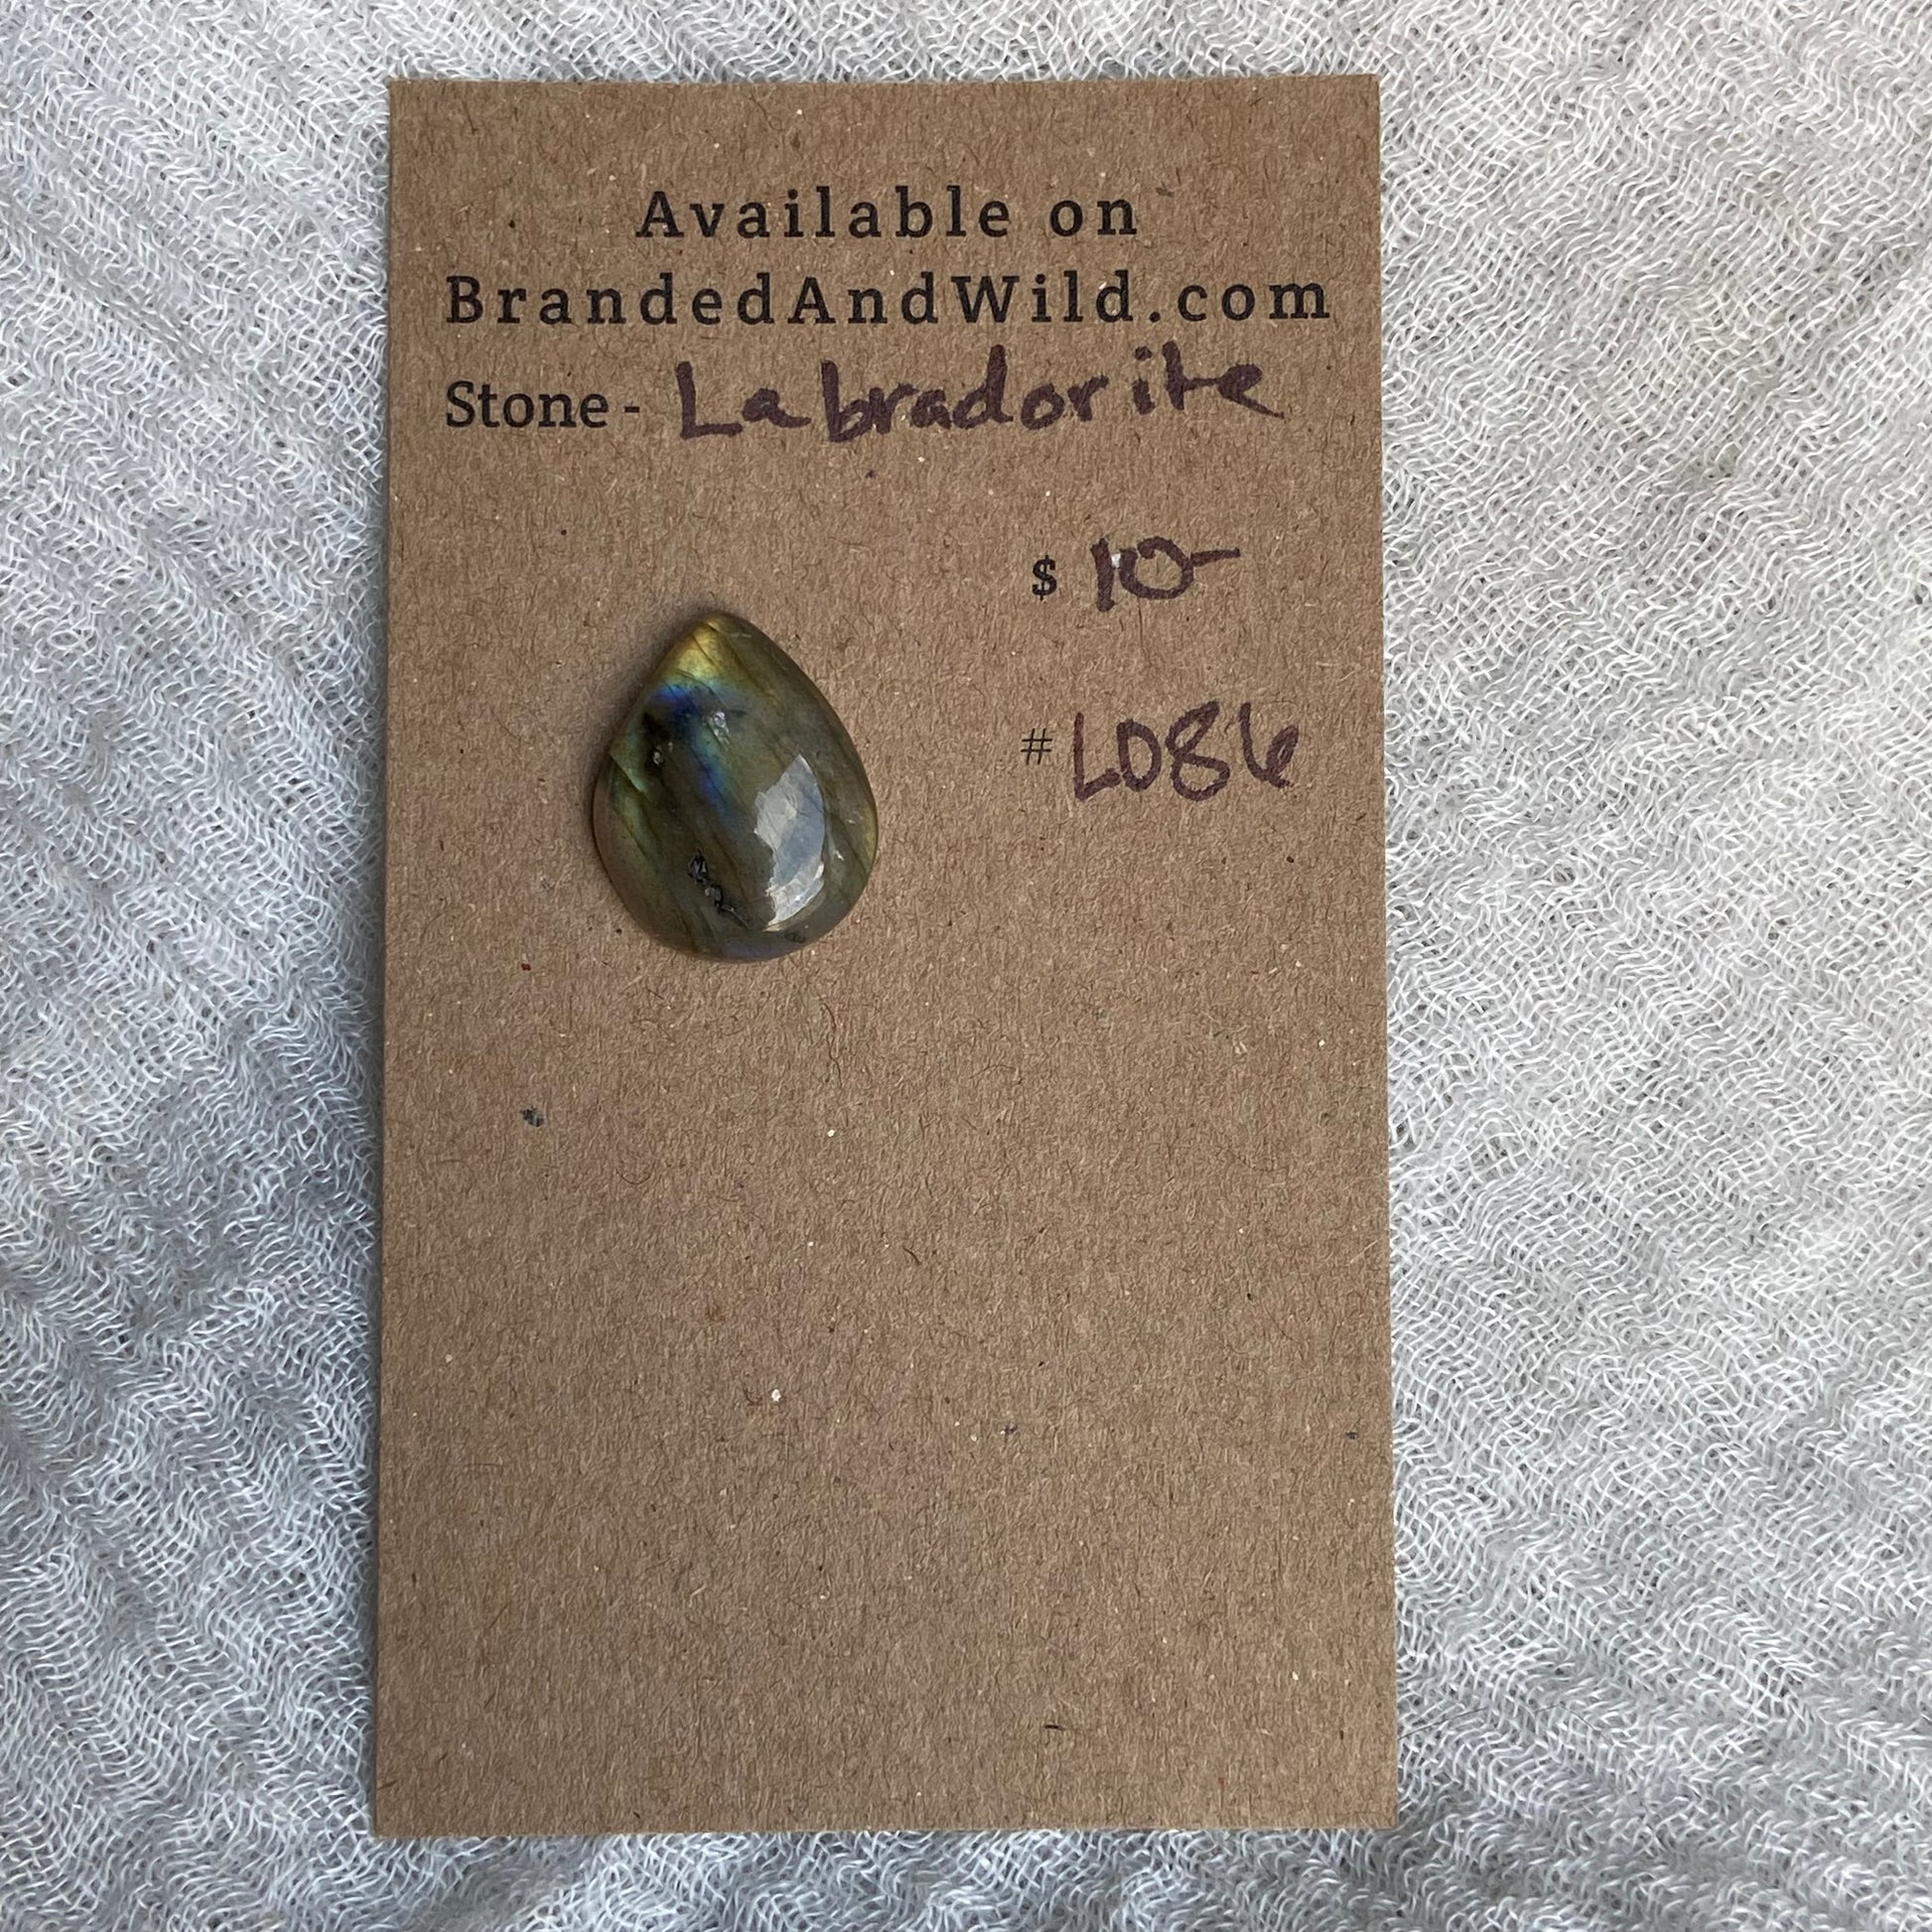 Available on
BrandedAndWild.com
Stone - Labradorite
$ 10-
# L086